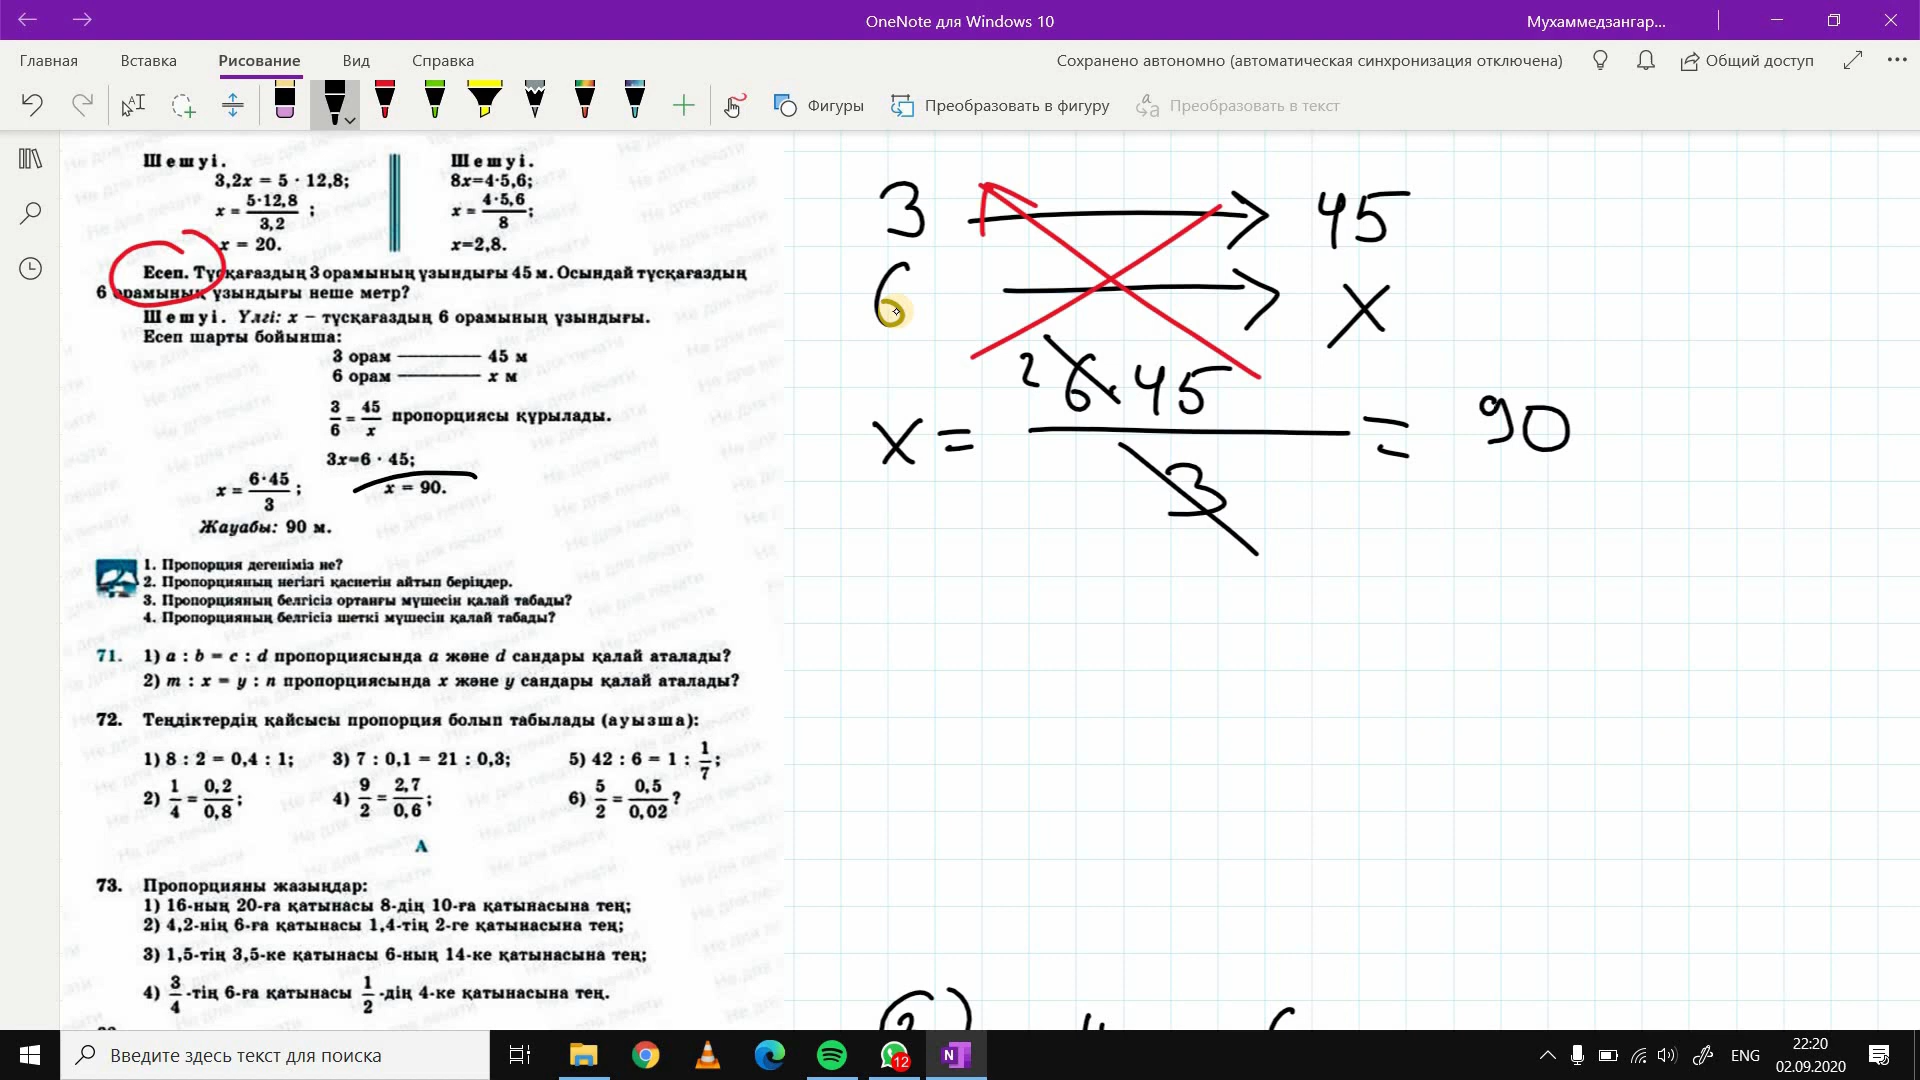 OneNote для Windows 10
Мухаммедзангар...
Главная Вставка Рисование Вид Справка
Сохранено автономно (автоматическая синхронизация отключена)
Общий доступ
Фигуры Преобразовать в фигуру Преобразовать в текст
Шешуі.
3,2x = 5 · 12,8;
x = 5·12,8/3,2 ;
x = 20.
Шешуі.
8x=4·5,6;
x = 4·5,6/8;
x=2,8.
Есеп. Тұсқағаздың 3 орамының ұзындығы 45 м. Осындай тұсқағаздың
6 орамының ұзындығы неше метр?
Шешуі. Үлгі: x – тұсқағаздың 6 орамының ұзындығы.
Есеп шарты бойынша:
3 орам ——— 45 м
6 орам ——— x м
3/6 = 45/x пропорциясы құрылады.
3x=6 · 45;
x = 6·45/3 ; x = 90.
Жауабы: 90 м.
1. Пропорция дегеніміз не?
2. Пропорцияның негізгі қасиетін айтып беріңдер.
3. Пропорцияның белгісіз ортаңғы мүшесін қалай табады?
4. Пропорцияның белгісіз шеткі мүшесін қалай табады?
71. 1) a : b = c : d пропорциясында a және d сандары қалай аталады?
2) m : x = y : n пропорциясында x және y сандары қалай аталады?
72. Теңдіктердің қайсысы пропорция болып табылады (ауызша):
1) 8 : 2 = 0,4 : 1; 3) 7 : 0,1 = 21 : 0,3; 5) 42 : 6 = 1 : 1/7;
2) 1/4 = 0,2/0,8; 4) 9/2 = 2,7/0,6; 6) 5/2 = 0,5/0,02?
А
73. Пропорцияны жазыңдар:
1) 16-ның 20-ға қатынасы 8-дің 10-ға қатынасына тең;
2) 4,2-нің 6-ға қатынасы 1,4-тің 2-ге қатынасына тең;
3) 1,5-тің 3,5-ке қатынасы 6-ның 14-ке қатынасына тең;
4) 3/4-тің 6-ға қатынасы 1/2-дің 4-ке қатынасына тең.
3 → 45
6 → x
x = 2 6·45/3 = 90
Введите здесь текст для поиска
12
ENG
22:20
02.09.2020